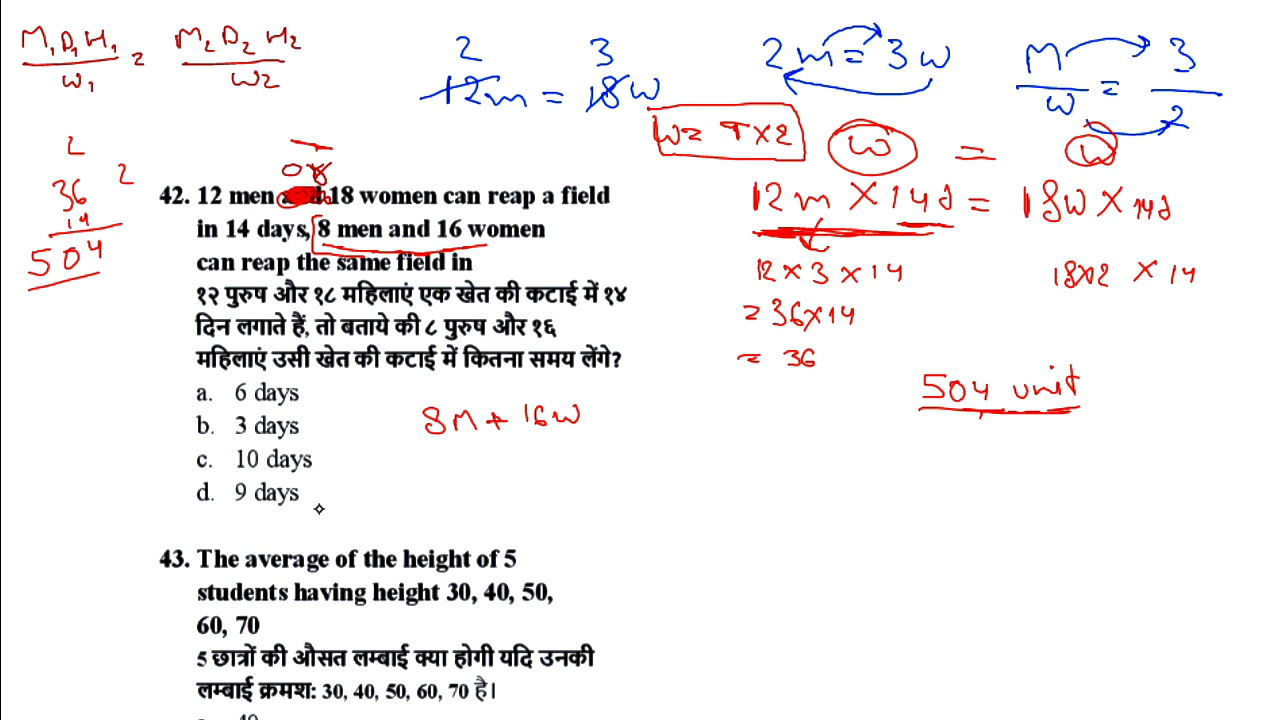 M₁D₁H₁ / W₁ = M₂D₂H₂ / W₂
2 3
12m = 18W
2m = 3W
M / W = 3 / 2
W = T×2
W = W
2
36 2
14
504
or
42. 12 men 18 women can reap a field
in 14 days, 8 men and 16 women
can reap the same field in
१२ पुरुष और १८ महिलाएं एक खेत की कटाई में १४
दिन लगाते हैं, तो बताये की ८ पुरुष और १६
महिलाएं उसी खेत की कटाई में कितना समय लेंगे?
a. 6 days
b. 3 days
c. 10 days
d. 9 days
12m × 14d = 18W × 14d
12 × 3 × 14 18×2 × 14
= 36×14
= 36
504 unit
8M + 16W
43. The average of the height of 5
students having height 30, 40, 50,
60, 70
5 छात्रों की औसत लम्बाई क्या होगी यदि उनकी
लम्बाई क्रमश: 30, 40, 50, 60, 70 है।